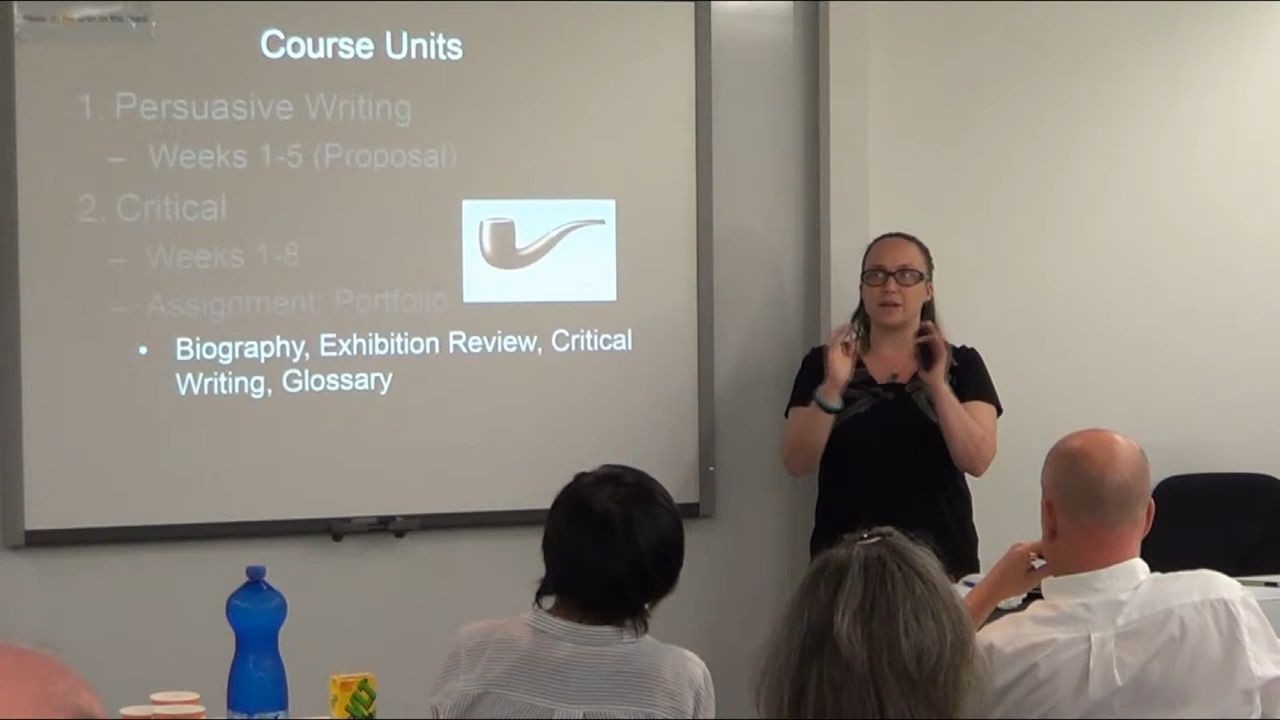 Course Units
1. Persuasive Writing
– Weeks 1-5 (Proposal)
2. Critical
– Weeks 1-8
– Assignment: Portfolio
• Biography, Exhibition Review, Critical
Writing, Glossary